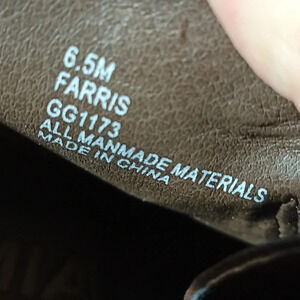 6.5M
FARRIS
GG1173
ALL MANMADE MATERIALS
MADE IN CHINA